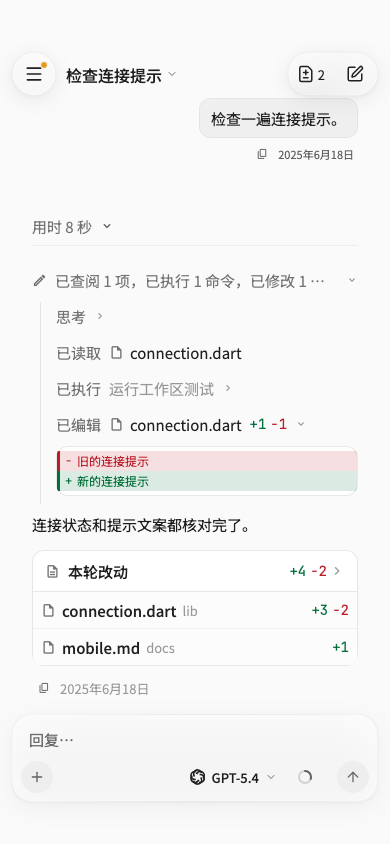 检查连接提示
2
检查一遍连接提示。
2025年6月18日
用时 8 秒
已查阅 1 项，已执行 1 命令，已修改 1 …
思考
已读取 connection.dart
已执行 运行工作区测试
已编辑 connection.dart +1 -1
- 旧的连接提示
+ 新的连接提示
连接状态和提示文案都核对完了。
本轮改动 +4 -2
connection.dart lib +3 -2
mobile.md docs +1
2025年6月18日
回复…
GPT-5.4